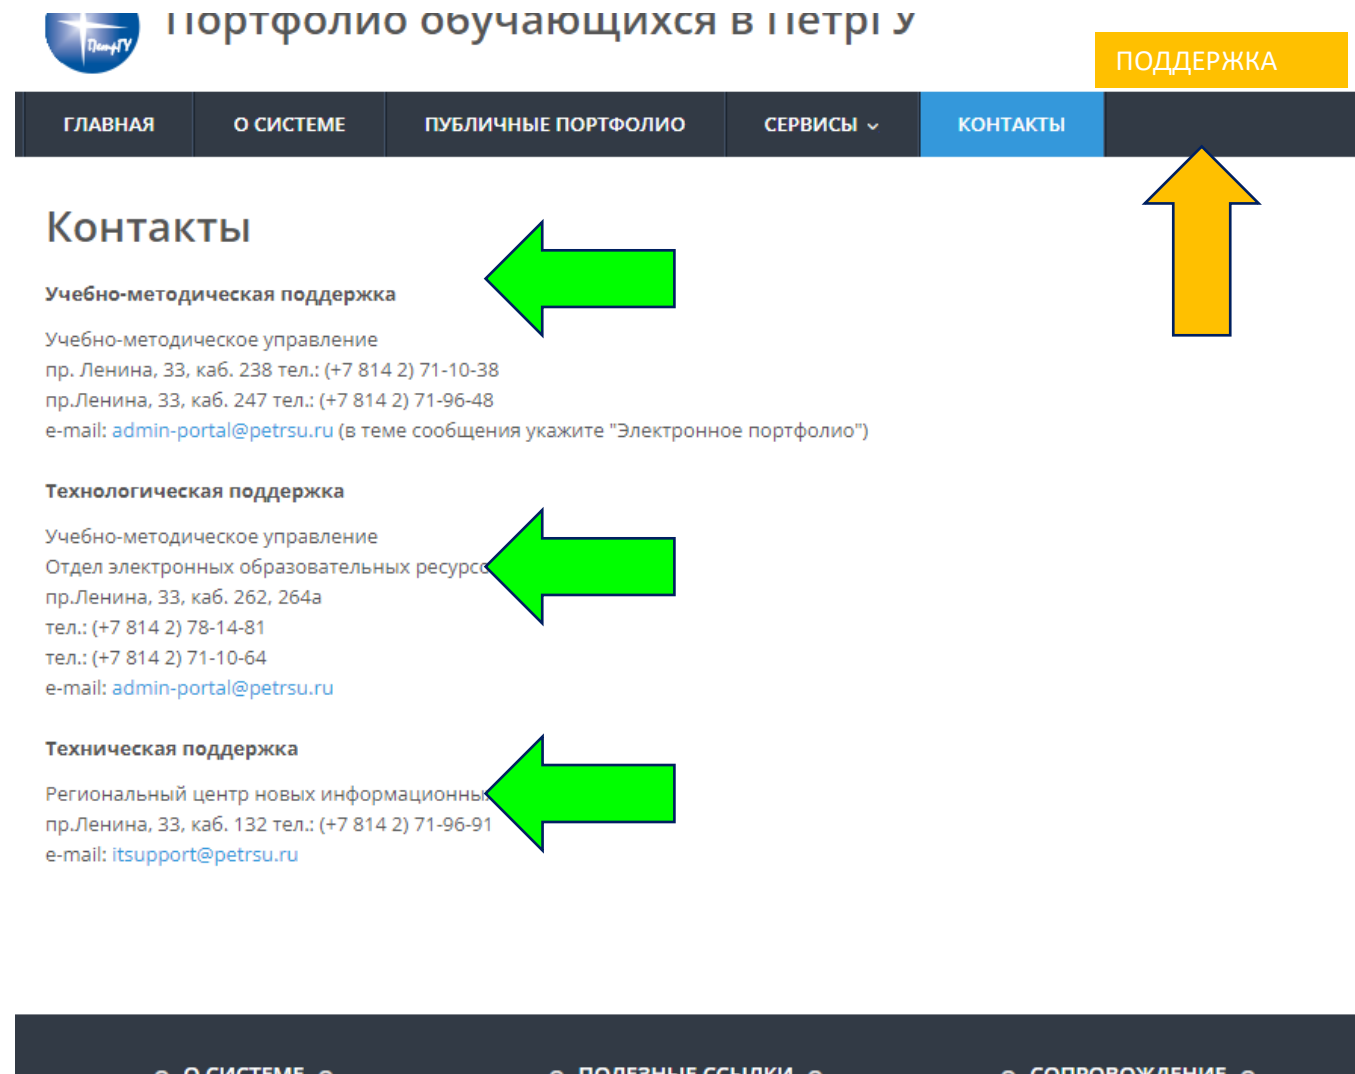 Портфолио обучающихся в ПетрГУ
ПетрГУ
ПОДДЕРЖКА
ГЛАВНАЯ
О СИСТЕМЕ
ПУБЛИЧНЫЕ ПОРТФОЛИО
СЕРВИСЫ
КОНТАКТЫ
Контакты
Учебно-методическая поддержка
Учебно-методическое управление
пр. Ленина, 33, каб. 238 тел.: (+7 814 2) 71-10-38
пр.Ленина, 33, каб. 247 тел.: (+7 814 2) 71-96-48
e-mail: admin-portal@petrsu.ru (в теме сообщения укажите "Электронное портфолио")
Технологическая поддержка
Учебно-методическое управление
Отдел электронных образовательных
пр.Ленина, 33, каб. 262, 264а
тел.: (+7 814 2) 78-14-81
тел.: (+7 814 2) 71-10-64
e-mail: admin-portal@petrsu.ru
Техническая поддержка
Региональный центр новых
пр.Ленина, 33, каб. 132 тел.: (+7 814 2) 71-96-91
e-mail: itsupport@petrsu.ru
О СИСТЕМЕ
ПОЛЕЗНЫЕ ССЫЛКИ
СОПРОВОЖДЕНИЕ